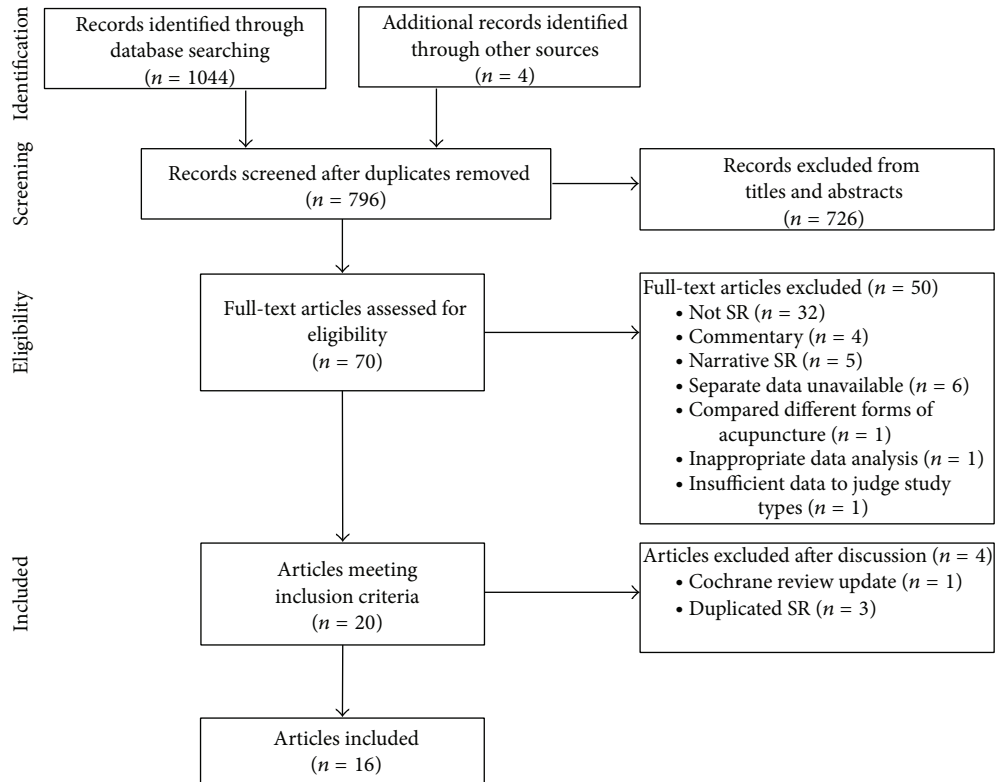 Identification
Records identified through
database searching
(n = 1044)
Additional records identified
through other sources
(n = 4)
Screening
Records screened after duplicates removed
(n = 796)
Records excluded from
titles and abstracts
(n = 726)
Eligibility
Full-text articles assessed for
eligibility
(n = 70)
Full-text articles excluded (n = 50)
• Not SR (n = 32)
• Commentary (n = 4)
• Narrative SR (n = 5)
• Separate data unavailable (n = 6)
• Compared different forms of
acupuncture (n = 1)
• Inappropriate data analysis (n = 1)
• Insufficient data to judge study
types (n = 1)
Included
Articles meeting
inclusion criteria
(n = 20)
Articles excluded after discussion (n = 4)
• Cochrane review update (n = 1)
• Duplicated SR (n = 3)
Articles included
(n = 16)